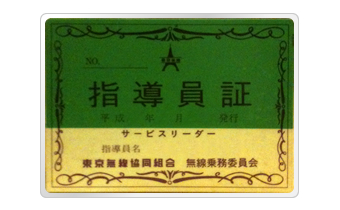 NO.
指導員証
平成 年 月 発行
サービスリーダー
指導員名
東京無線協同組合 無線乗務委員会